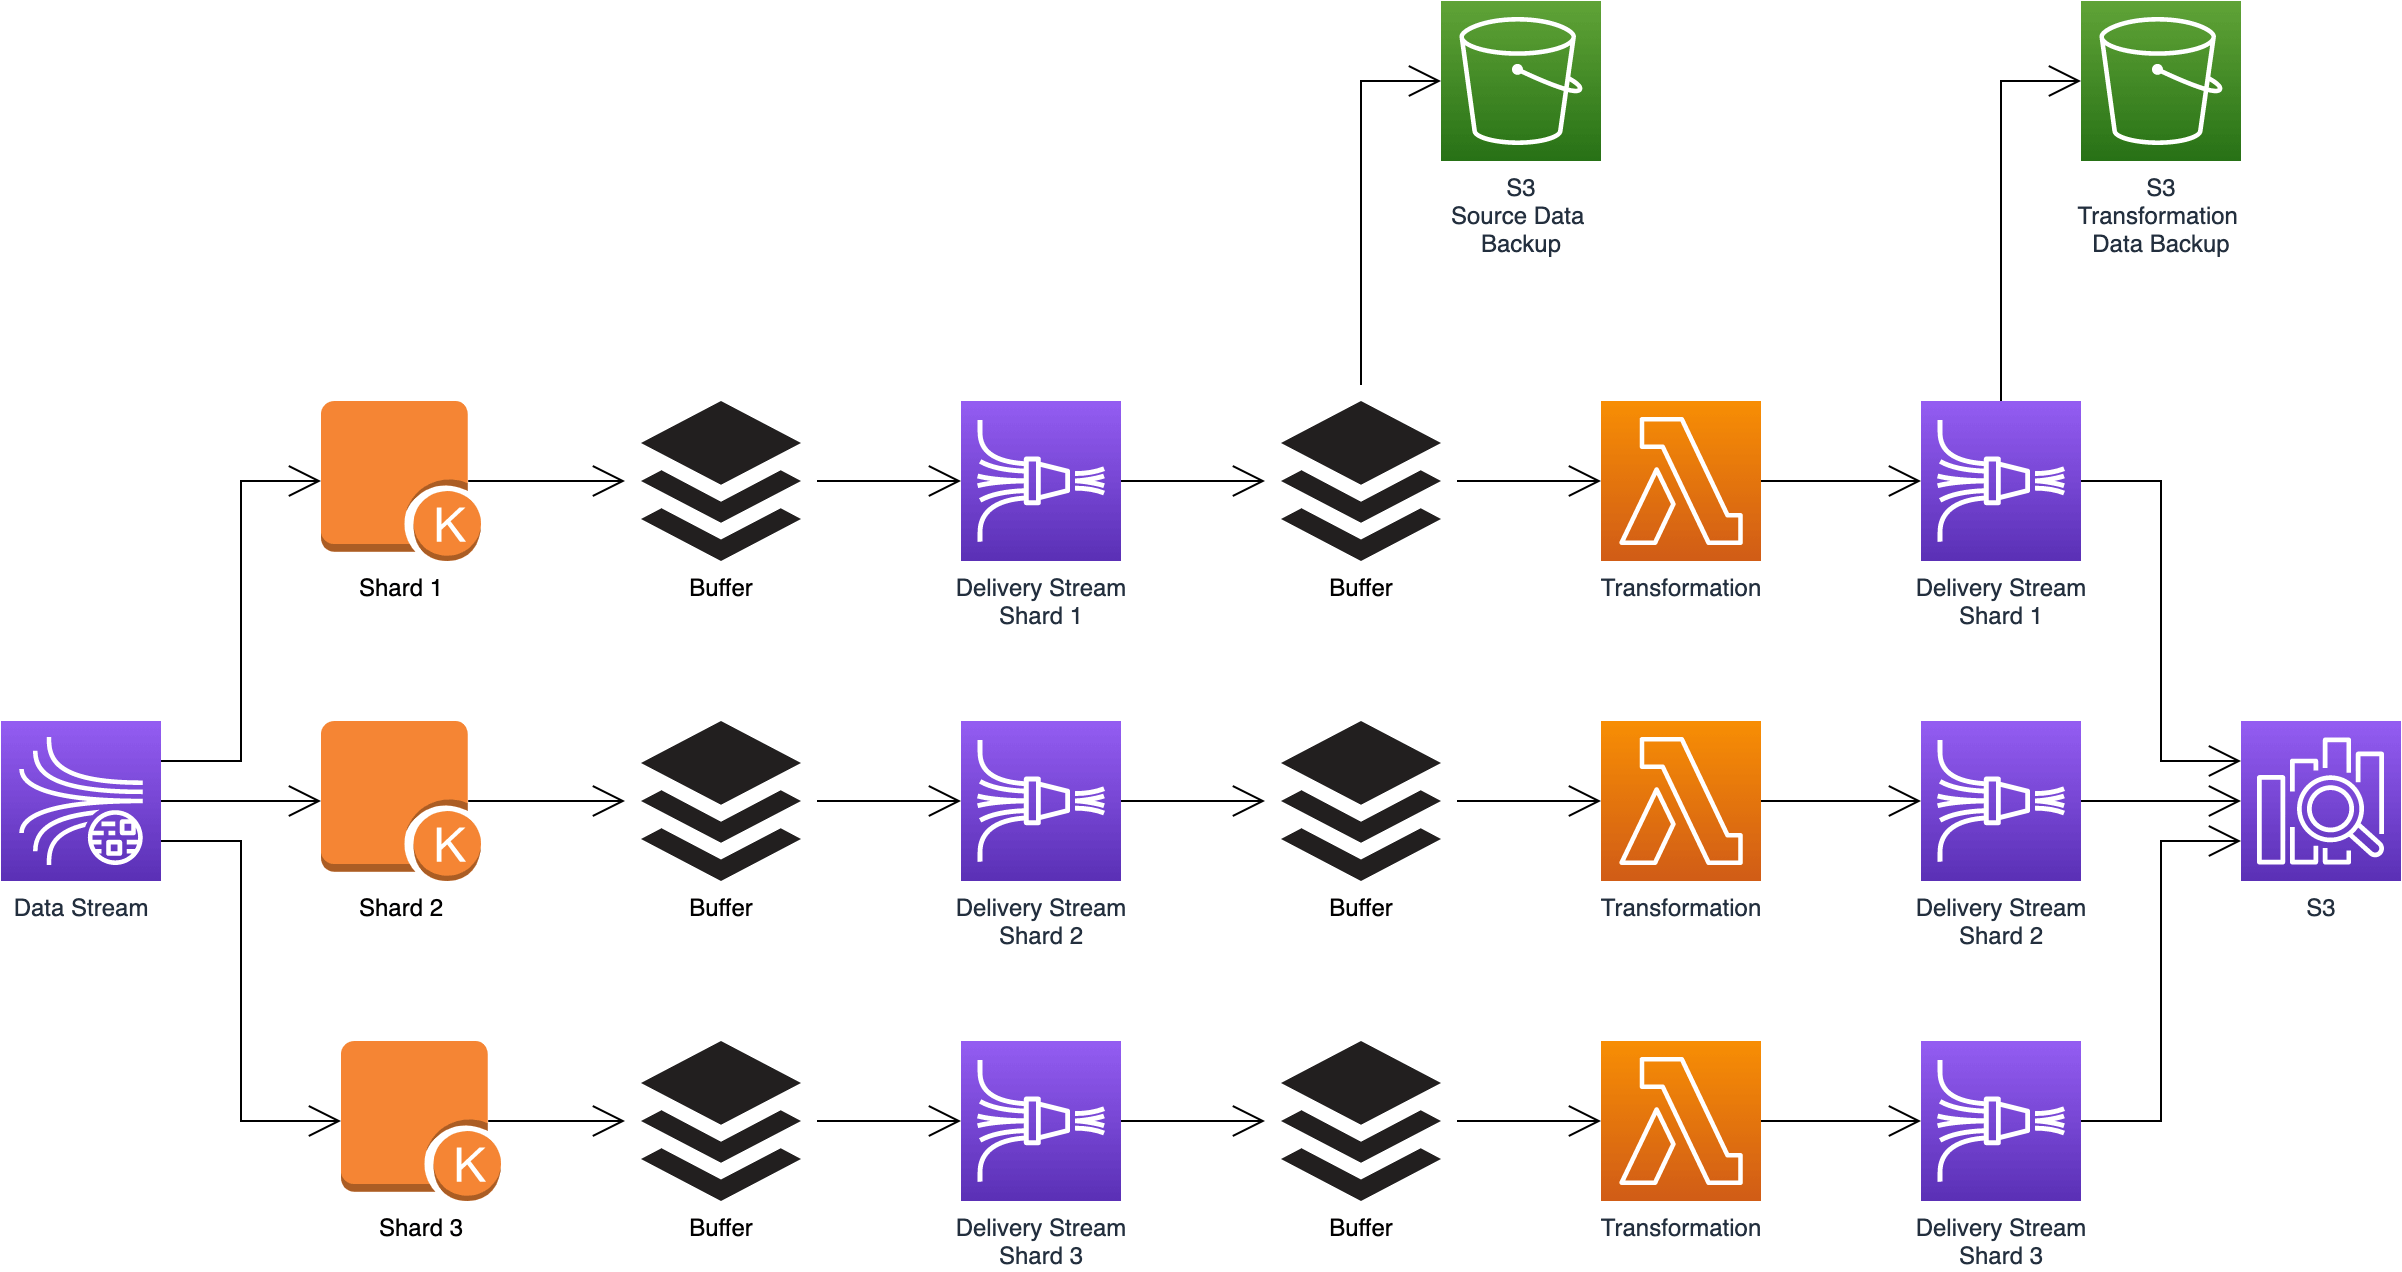 S3
Source Data
Backup
S3
Transformation
Data Backup
K
Shard 1
Buffer
Delivery Stream
Shard 1
Buffer
Transformation
Delivery Stream
Shard 1
Data Stream
K
Shard 2
Buffer
Delivery Stream
Shard 2
Buffer
Transformation
Delivery Stream
Shard 2
S3
K
Shard 3
Buffer
Delivery Stream
Shard 3
Buffer
Transformation
Delivery Stream
Shard 3